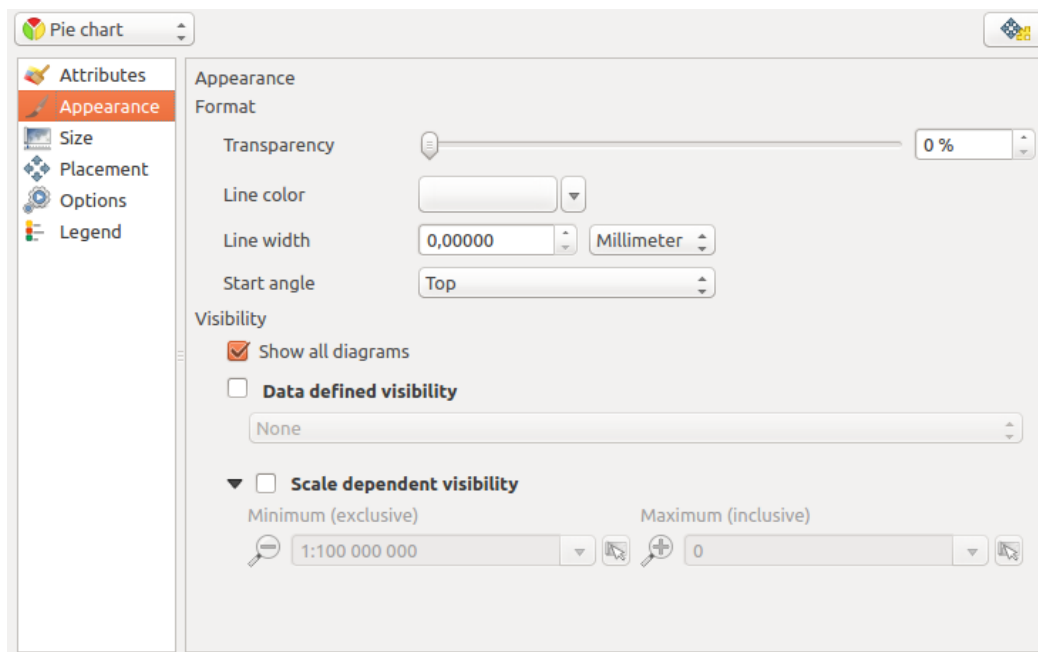 Pie chart
Attributes
Appearance
Size
Placement
Options
Legend
Appearance
Format
Transparency 0 %
Line color
Line width 0,00000 Millimeter
Start angle Top
Visibility
Show all diagrams
Data defined visibility
None
Scale dependent visibility
Minimum (exclusive) Maximum (inclusive)
1:100 000 000 0